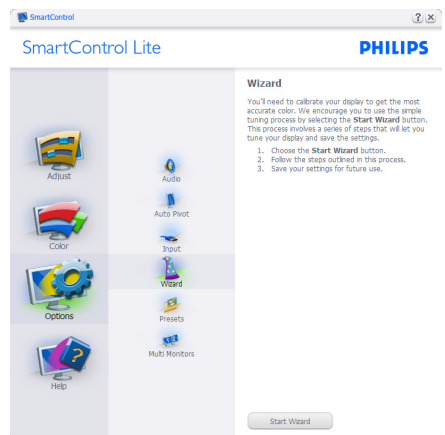 SmartControl
? x
SmartControl Lite
PHILIPS
Adjust
Color
Options
Help
Audio
Auto Pivot
Input
Wizard
Presets
Multi Monitors
Wizard
You'll need to calibrate your display to get the most
accurate color. We encourage you to use the simple
tuning process by selecting the Start Wizard button.
This process involves a series of steps that will let you
tune your display and save the settings.
1. Choose the Start Wizard button.
2. Follow the steps outlined in this process.
3. Save your settings for future use.
Start Wizard